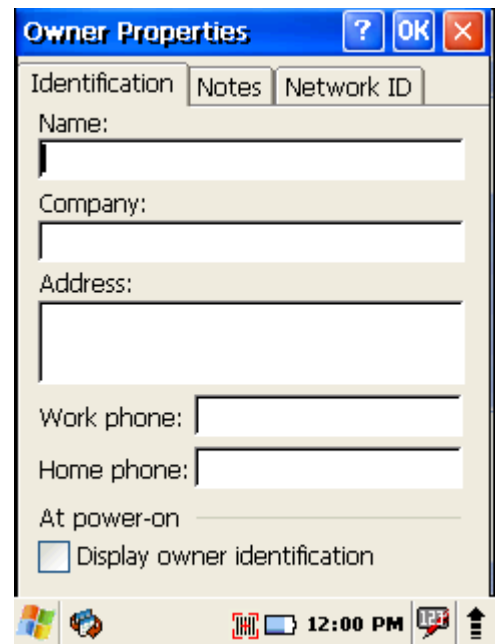 Owner Properties ? OK ×
Identification Notes Network ID
Name:
Company:
Address:
Work phone:
Home phone:
At power-on
Display owner identification
12:00 PM 123